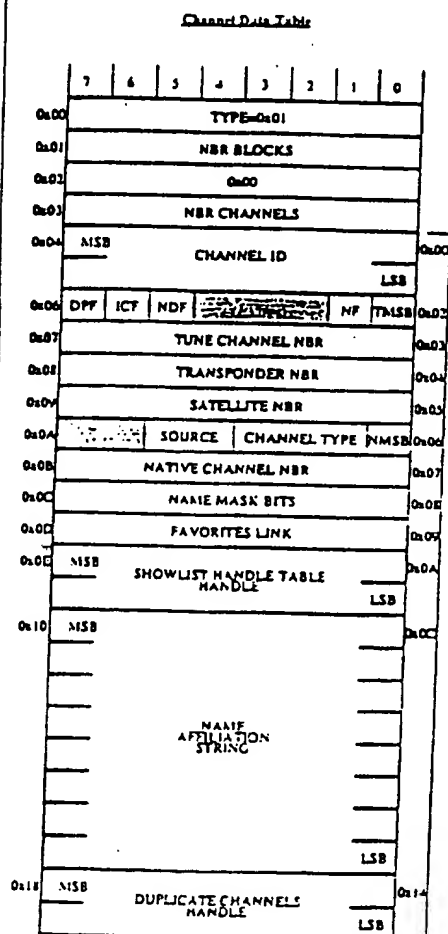 Channel Data Table
7 6 5 4 3 2 1 0
0x00 TYPE=0x01
0x01 NBR BLOCKS
0x02 0x00
0x03 NBR CHANNELS
0x04 MSB CHANNEL ID 0x00
LSB
0x06 DPF ICF NDF NF TMSB 0x02
0x07 TUNE CHANNEL NBR 0x03
0x08 TRANSPONDER NBR 0x04
0x09 SATELLITE NBR 0x05
0x0A SOURCE CHANNEL TYPE NMSB 0x06
0x0B NATIVE CHANNEL NBR 0x07
0x0C NAME MASK BITS 0x08
0x0D FAVORITES LINK 0x09
0x0E MSB 0x0A
SHOWLIST HANDLE TABLE
HANDLE LSB
0x10 MSB 0x0C
NAME
AFFILIATION
STRING
LSB
0x18 MSB 0x14
DUPLICATE CHANNELS
HANDLE
LSB